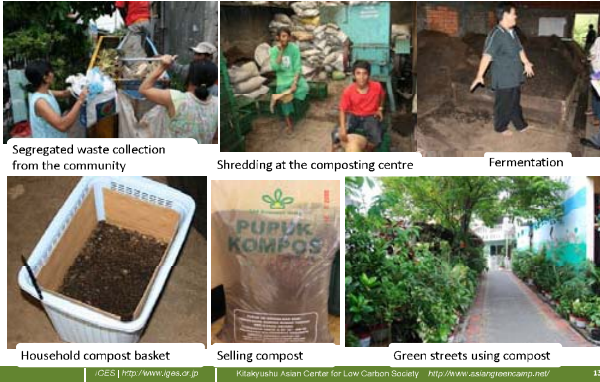 Segregated waste collection
from the community
Shredding at the composting centre
Fermentation
PUPUK
KOMPOS
Household compost basket
Selling compost
Green streets using compost
iGES | http://www.iges.or.jp
Kitakyushu Asian Center for Low Carbon Society http://www.asiangreencamp.net/